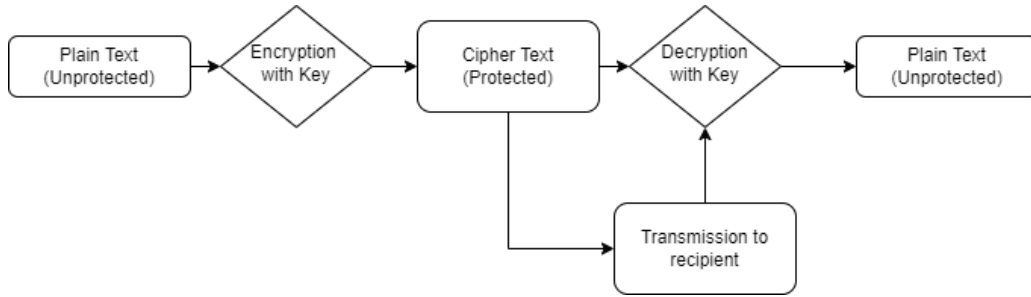 Plain Text
(Unprotected)
Encryption
with Key
Cipher Text
(Protected)
Decryption
with Key
Plain Text
(Unprotected)
Transmission to
recipient